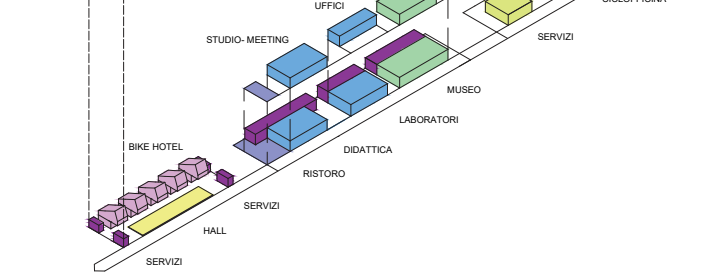 UFFICI
SERVIZI
STUDIO- MEETING
MUSEO
LABORATORI
BIKE HOTEL
DIDATTICA
RISTORO
SERVIZI
HALL
SERVIZI